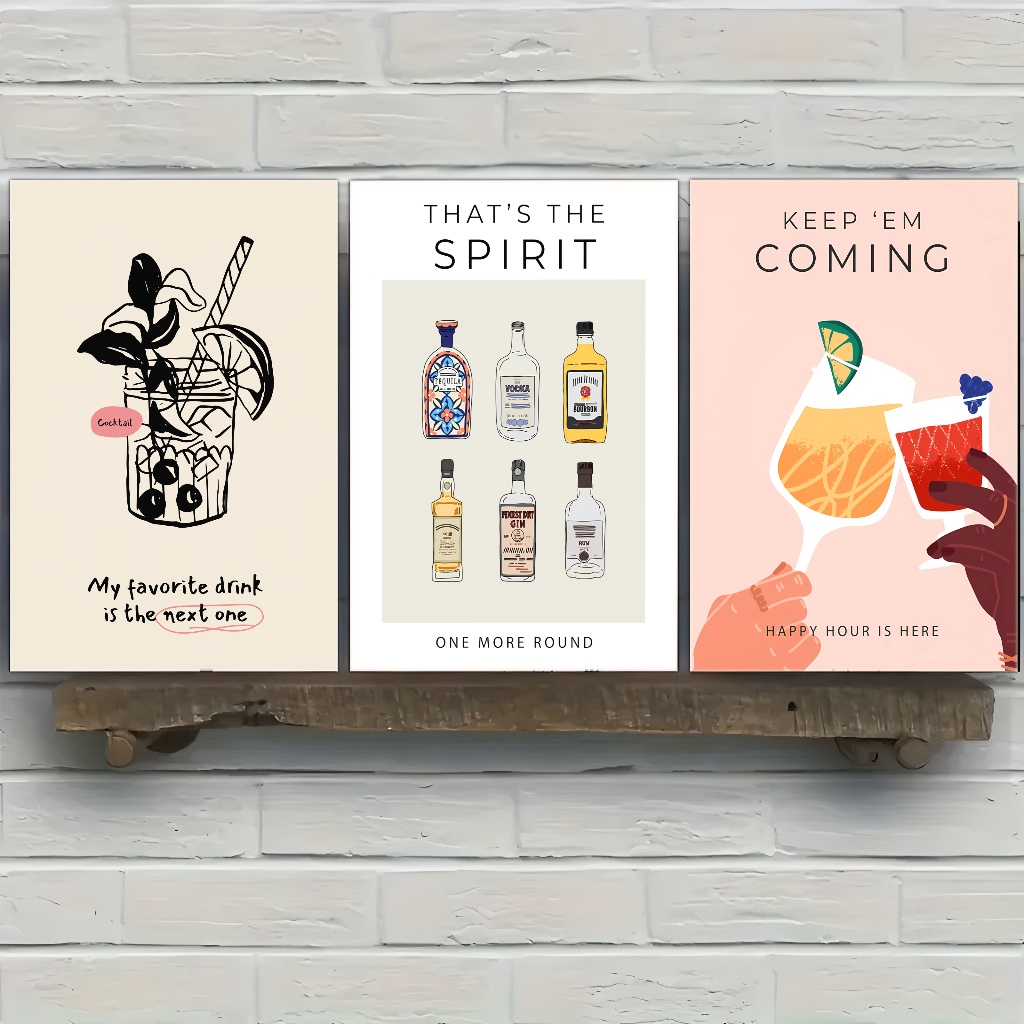 Cocktail
My favorite drink
is the next one
THAT'S THE
SPIRIT
TEQUILA
VODKA
BOURBON
FINEST DRY
GIN
RUM
ONE MORE ROUND
KEEP ‘EM
COMING
HAPPY HOUR IS HERE